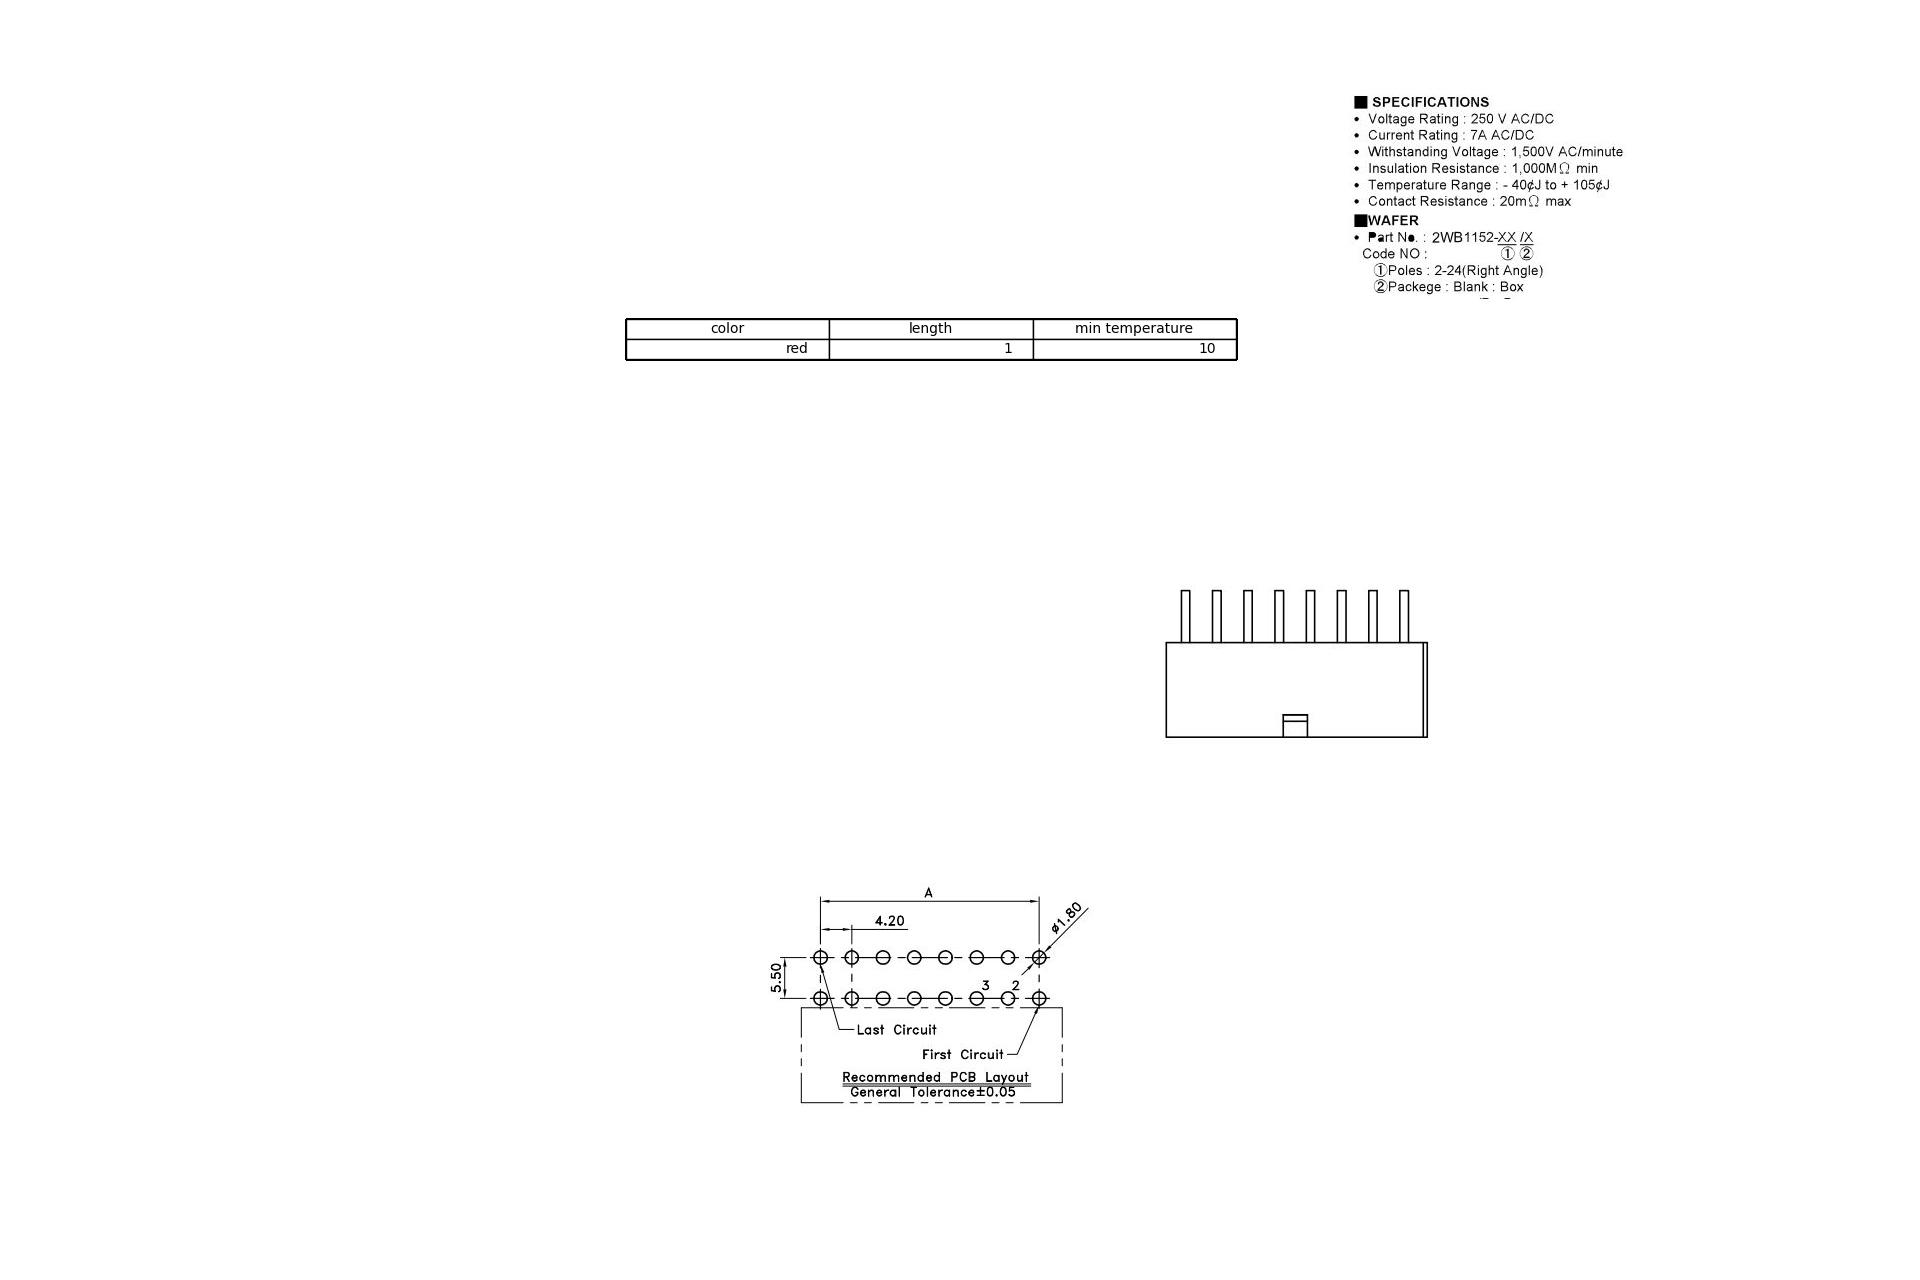 ■ SPECIFICATIONS
• Voltage Rating : 250 V AC/DC
• Current Rating : 7A AC/DC
• Withstanding Voltage : 1,500V AC/minute
• Insulation Resistance : 1,000MΩ min
• Temperature Range : - 40¢J to + 105¢J
• Contact Resistance : 20mΩ max
■WAFER
• Part No. : 2WB1152-XX /X
Code NO : ① ②
①Poles : 2-24(Right Angle)
②Packege : Blank : Box
color length min temperature
red 1 10
A
4.20
ø1.80
5.50
3 2
Last Circuit
First Circuit
Recommended PCB Layout
General Tolerance±0.05